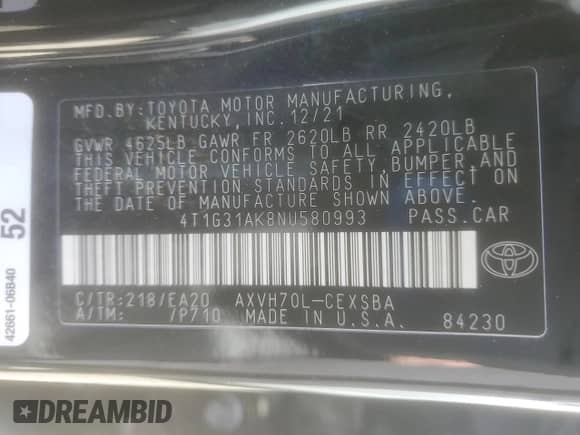 MFD.BY:TOYOTA MOTOR MANUFACTURING,
KENTUCKY,INC.12/21
GVWR 4625LB GAWR FR 2620LB RR 2420LB
THIS VEHICLE CONFORMS TO ALL APPLICABLE
FEDERAL MOTOR VEHICLE SAFETY,BUMPER,AND
THEFT PREVENTION STANDARDS IN EFFECT ON
THE DATE OF MANUFACTURE SHOWN ABOVE.
4T1G31AK8NU580993 PASS.CAR
C/TR:218/EA20 AXVH70L-CEXSBA
A/TM: /P710 MADE IN U.S.A. 84230
52
42661-06B40
DREAMBID